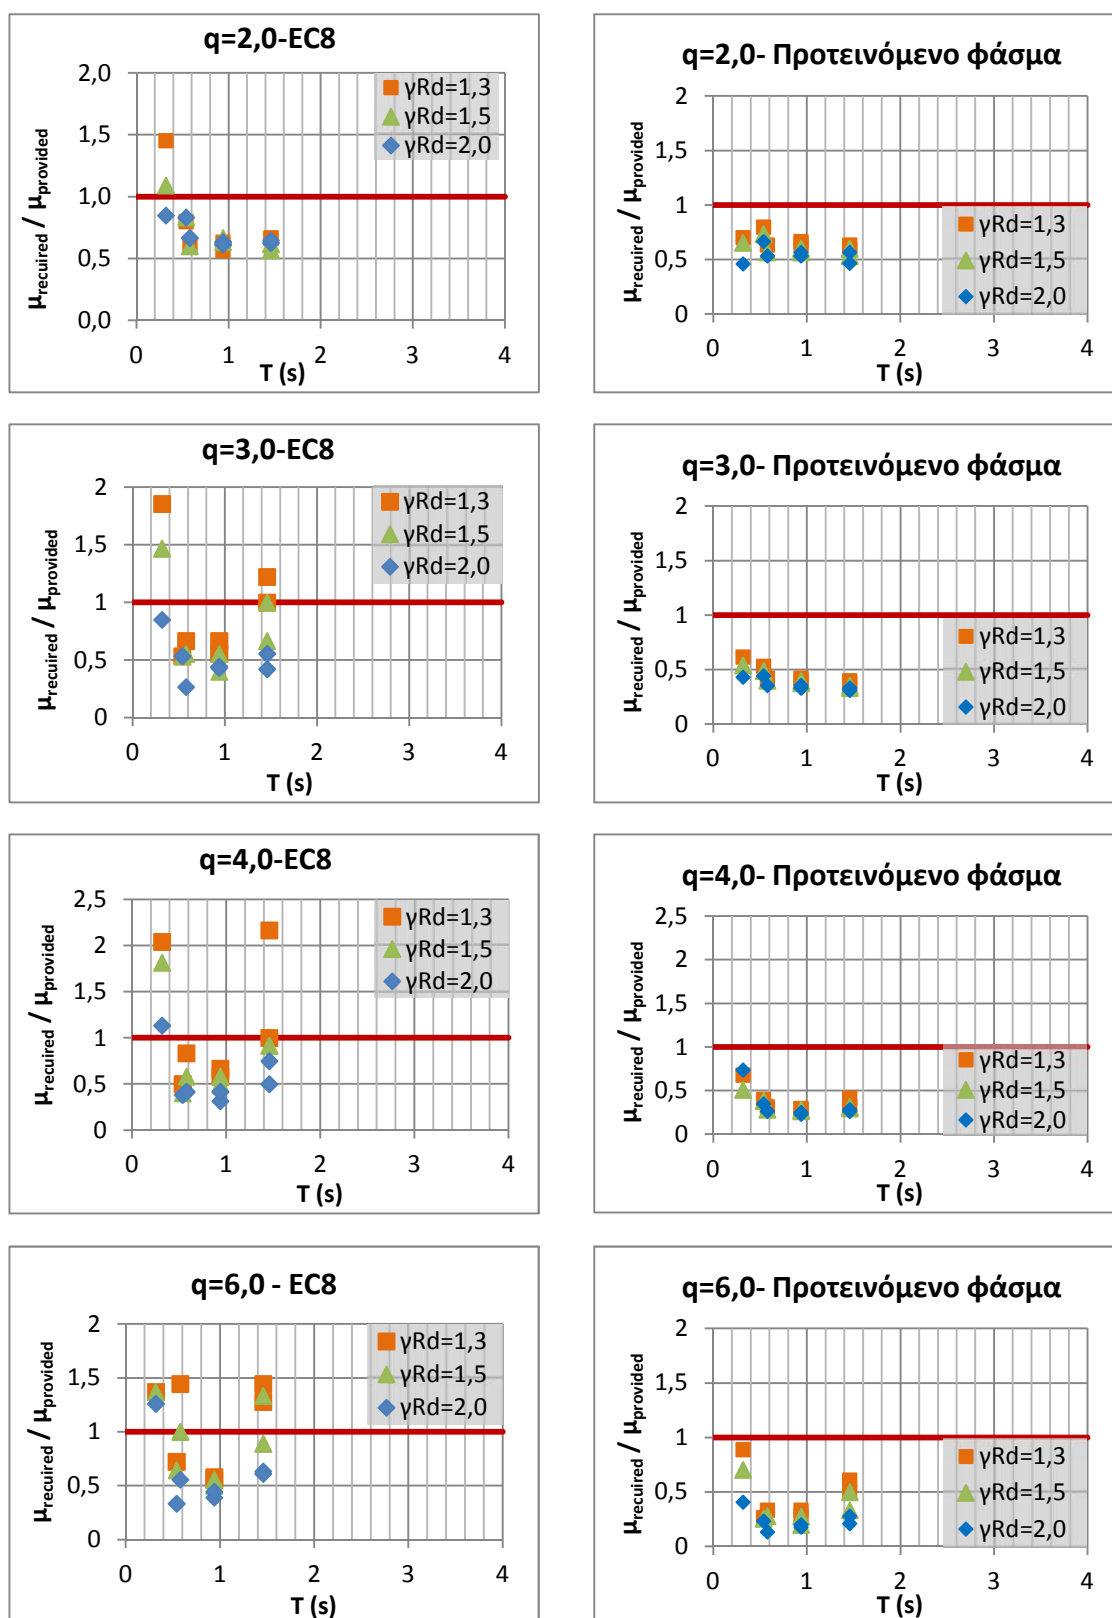 q=2,0-EC8
2,0
1,5
1,0
0,5
0,0
γRd=1,3
γRd=1,5
γRd=2,0
0 1 2 3 4
T (s)
μrecuired / μprovided
q=2,0- Προτεινόμενο φάσμα
2
1,5
1
0,5
0
γRd=1,3
γRd=1,5
γRd=2,0
0 1 2 3 4
T (s)
μrecuired / μprovided
q=3,0-EC8
2
1,5
1
0,5
0
γRd=1,3
γRd=1,5
γRd=2,0
0 1 2 3 4
T (s)
μrecuired / μprovided
q=3,0- Προτεινόμενο φάσμα
2
1,5
1
0,5
0
γRd=1,3
γRd=1,5
γRd=2,0
0 1 2 3 4
T (s)
μrecuired / μprovided
q=4,0-EC8
2,5
2
1,5
1
0,5
0
γRd=1,3
γRd=1,5
γRd=2,0
0 1 2 3 4
T (s)
μrecuired / μprovided
q=4,0- Προτεινόμενο φάσμα
2,5
2
1,5
1
0,5
0
γRd=1,3
γRd=1,5
γRd=2,0
0 1 2 3 4
T (s)
μrecuired / μprovided
q=6,0 - EC8
2
1,5
1
0,5
0
γRd=1,3
γRd=1,5
γRd=2,0
0 1 2 3 4
T (s)
μrecuired / μprovided
q=6,0- Προτεινόμενο φάσμα
2
1,5
1
0,5
0
γRd=1,3
γRd=1,5
γRd=2,0
0 1 2 3 4
T (s)
μrecuired / μprovided